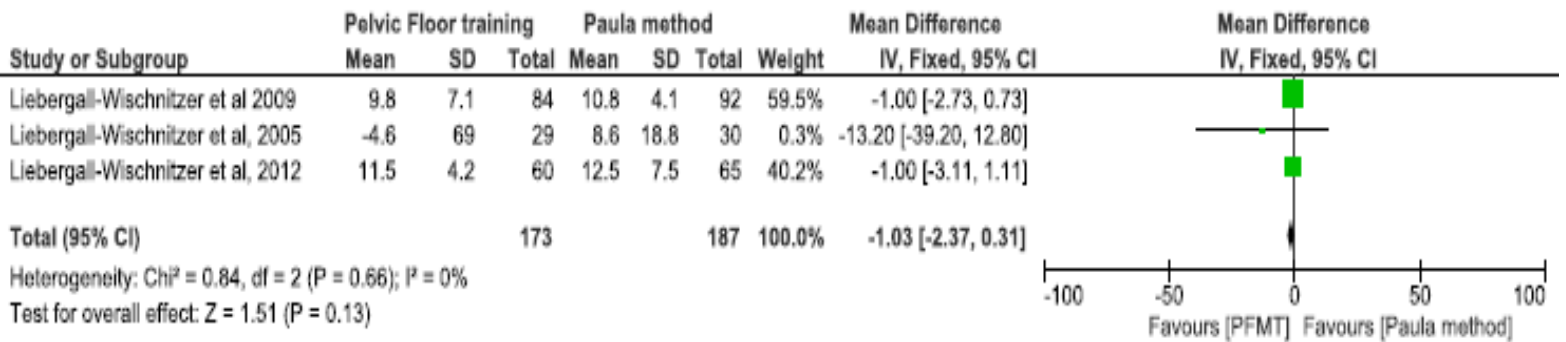 Pelvic Floor training Paula method Mean Difference Mean Difference
Study or Subgroup Mean SD Total Mean SD Total Weight IV, Fixed, 95% CI IV, Fixed, 95% CI
Liebergall-Wischnitzer et al 2009 9.8 7.1 84 10.8 4.1 92 59.5% -1.00 [-2.73, 0.73]
Liebergall-Wischnitzer et al, 2005 -4.6 69 29 8.6 18.8 30 0.3% -13.20 [-39.20, 12.80]
Liebergall-Wischnitzer et al, 2012 11.5 4.2 60 12.5 7.5 65 40.2% -1.00 [-3.11, 1.11]
Total (95% CI) 173 187 100.0% -1.03 [-2.37, 0.31]
Heterogeneity: Chi² = 0.84, df = 2 (P = 0.66); I² = 0%
Test for overall effect: Z = 1.51 (P = 0.13)
-100 -50 0 50 100
Favours [PFMT] Favours [Paula method]